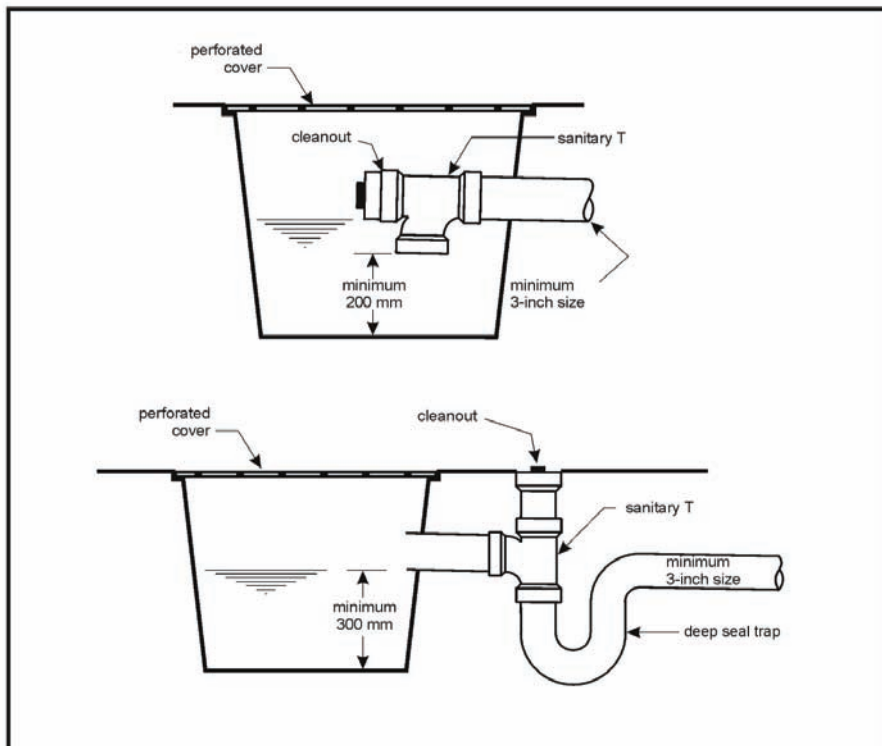 perforated
cover
cleanout
sanitary T
minimum
200 mm
minimum
3-inch size
perforated
cover
cleanout
sanitary T
minimum
3-inch size
minimum
300 mm
deep seal trap